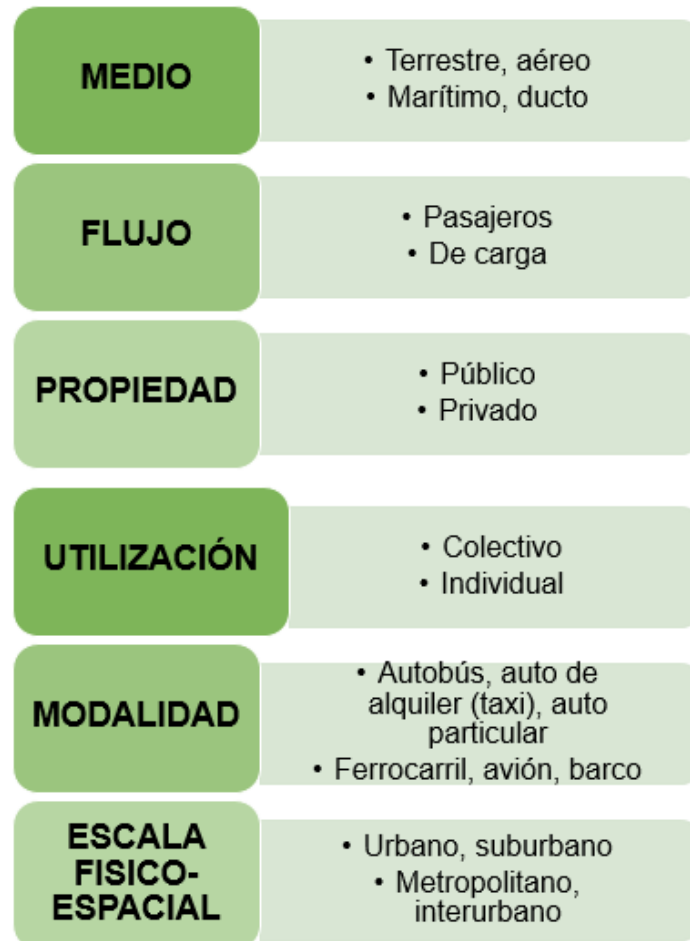 MEDIO
• Terrestre, aéreo
• Marítimo, ducto
FLUJO
• Pasajeros
• De carga
PROPIEDAD
• Público
• Privado
UTILIZACIÓN
• Colectivo
• Individual
MODALIDAD
• Autobús, auto de
alquiler (taxi), auto
particular
• Ferrocarril, avión, barco
ESCALA
FISICO-
ESPACIAL
• Urbano, suburbano
• Metropolitano,
interurbano